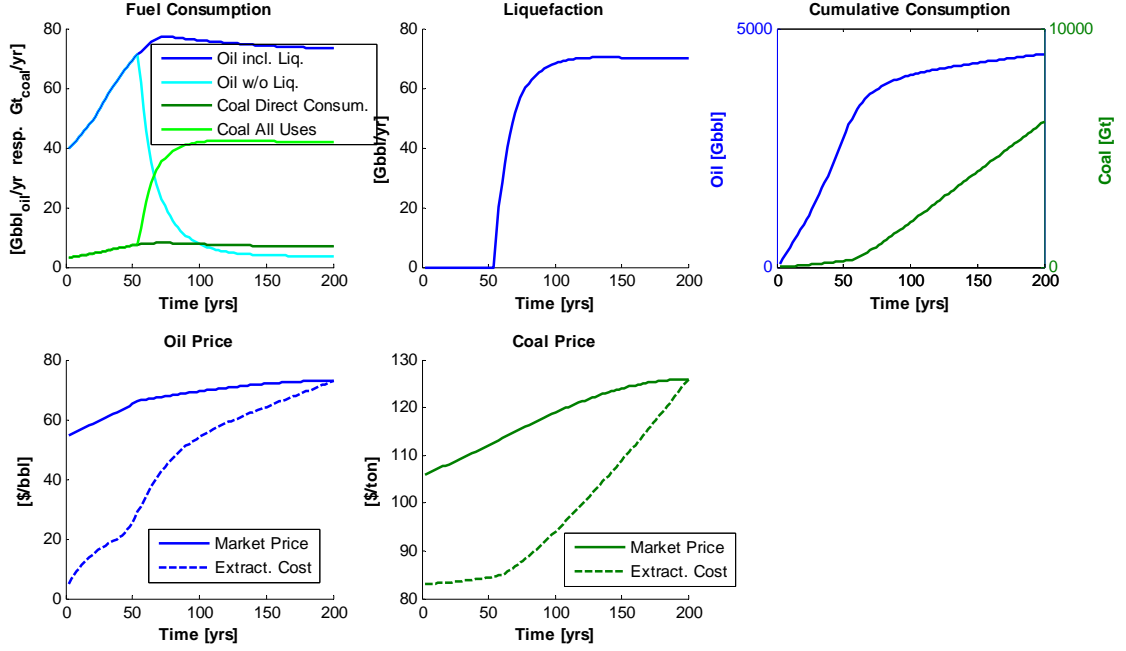 Fuel Consumption
80
60
40
20
0
0 50 100 150 200
Time [yrs]
[Gbbl_oil/yr resp. Gt_coal/yr]
Oil incl. Liq.
Oil w/o Liq.
Coal Direct Consum.
Coal All Uses
Liquefaction
80
60
40
20
0
0 50 100 150 200
Time [yrs]
[Gbbl/yr]
Cumulative Consumption
5000
0
Oil [Gbbl]
10000
0
Coal [Gt]
0 50 100 150 200
Time [yrs]
Oil Price
80
60
40
20
0
0 50 100 150 200
Time [yrs]
[$/bbl]
Market Price
Extract. Cost
Coal Price
130
120
110
100
90
80
0 50 100 150 200
Time [yrs]
[$/ton]
Market Price
Extract. Cost